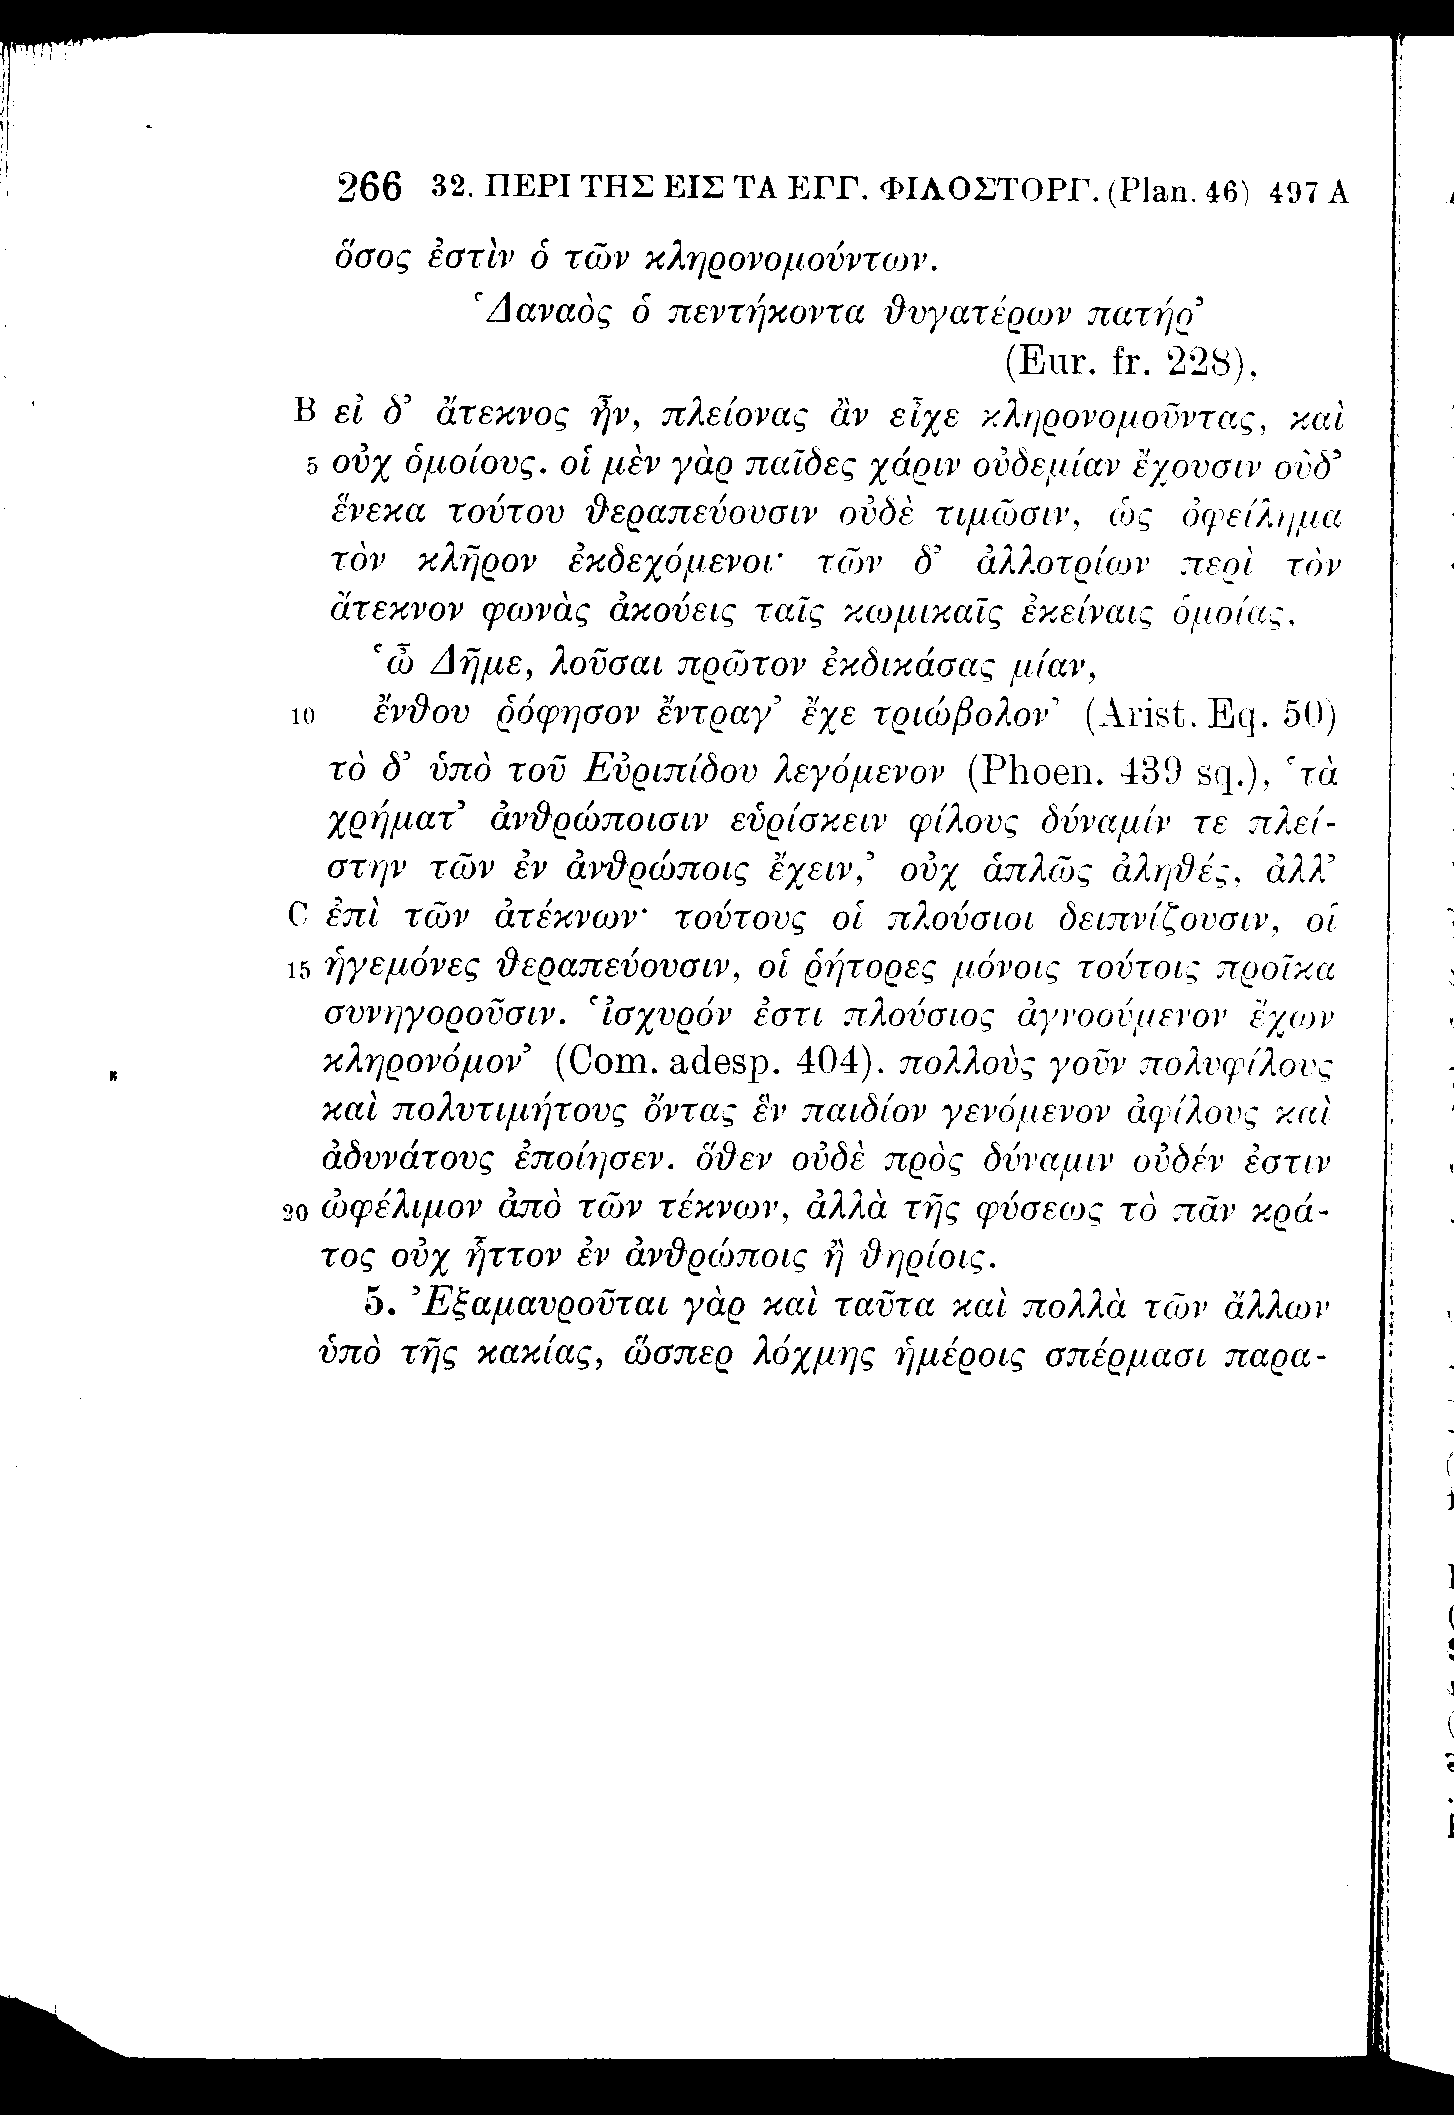 266 32. ΠΕΡΙ ΤΗΣ ΕΙΣ ΤΑ ΕΓΓ. ΦΙΛΟΣΤΟΡΓ. (Plan. 46) 497 A
ὅσος ἐστὶν ὁ τῶν κληρονομούντων.
‘Δαναὸς ὁ πεντήκοντα θυγατέρων πατήρ’
(Eur. fr. 228),
B εἰ δ’ ἄτεκνος ἦν, πλείονας ἂν εἶχε κληρονομοῦντας, καὶ
5 οὐχ ὁμοίους. οἱ μὲν γὰρ παῖδες χάριν οὐδεμίαν ἔχουσιν οὐδ’
ἕνεκα τούτου θεραπεύουσιν οὐδὲ τιμῶσιν, ὡς ὀφείλημα
τὸν κλῆρον ἐκδεχόμενοι· τῶν δ’ ἀλλοτρίων περὶ τὸν
ἄτεκνον φωνὰς ἀκούεις ταῖς κωμικαῖς ἐκείναις ὁμοίας,
‘ὦ Δῆμε, λοῦσαι πρῶτον ἐκδικάσας μίαν,
10 ἔνθου ῥόφησον ἔντραγ’ ἔχε τριώβολον’ (Arist. Eq. 50)
τὸ δ’ ὑπὸ τοῦ Εὐριπίδου λεγόμενον (Phoen. 439 sq.), ‘τὰ
χρήματ’ ἀνθρώποισιν εὑρίσκειν φίλους δύναμίν τε πλεί-
στην τῶν ἐν ἀνθρώποις ἔχειν,’ οὐχ ἁπλῶς ἀληθές, ἀλλ’
C ἐπὶ τῶν ἀτέκνων· τούτους οἱ πλούσιοι δειπνίζουσιν, οἱ
15 ἡγεμόνες θεραπεύουσιν, οἱ ῥήτορες μόνοις τούτοις προῖκα
συνηγοροῦσιν. ‘ἰσχυρόν ἐστι πλούσιος ἀγνοούμενον ἔχων
κληρονόμον’ (Com. adesp. 404). πολλοὺς γοῦν πολυφίλους
καὶ πολυτιμήτους ὄντας ἓν παιδίον γενόμενον ἀφίλους καὶ
ἀδυνάτους ἐποίησεν. ὅθεν οὐδὲ πρὸς δύναμιν οὐδέν ἐστιν
20 ὠφέλιμον ἀπὸ τῶν τέκνων, ἀλλὰ τῆς φύσεως τὸ πᾶν κρά-
τος οὐχ ἧττον ἐν ἀνθρώποις ἢ θηρίοις.
5. Ἐξαμαυροῦται γὰρ καὶ ταῦτα καὶ πολλὰ τῶν ἄλλων
ὑπὸ τῆς κακίας, ὥσπερ λόχμης ἡμέροις σπέρμασι παρα-